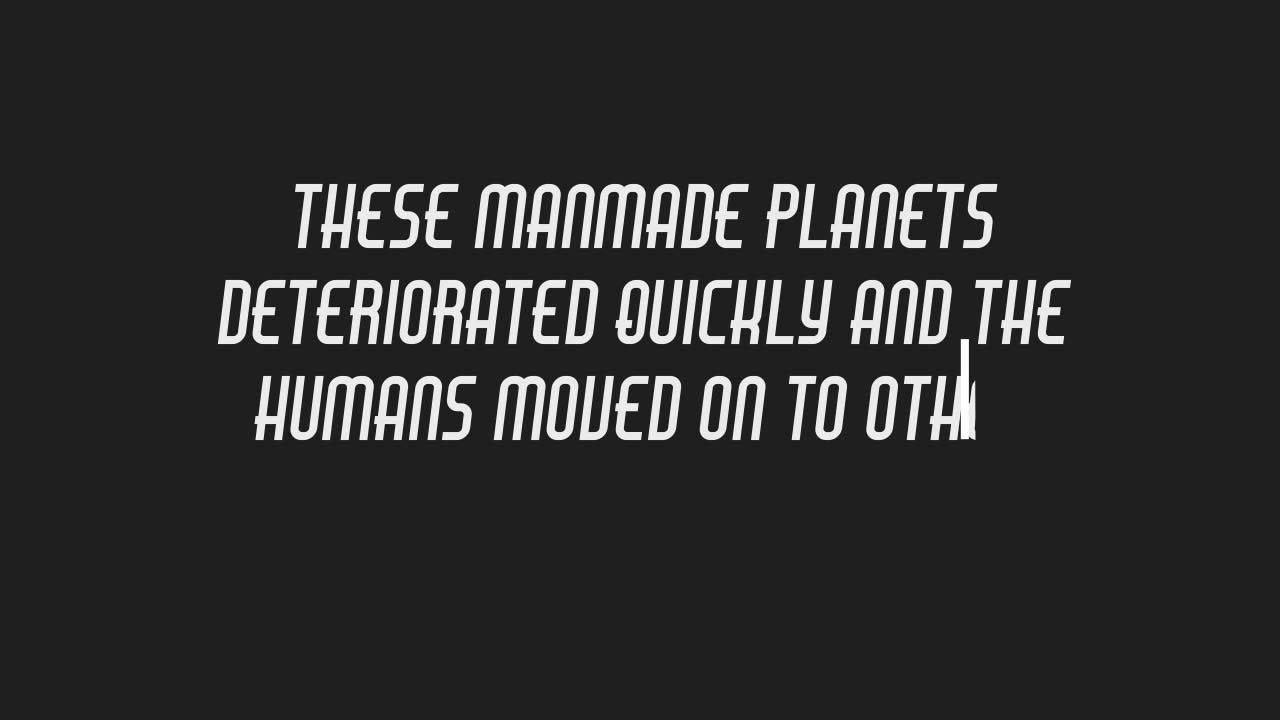 THESE MANMADE PLANETS
DETERIORATED QUICKLY AND THE
HUMANS MOVED ON TO OTH